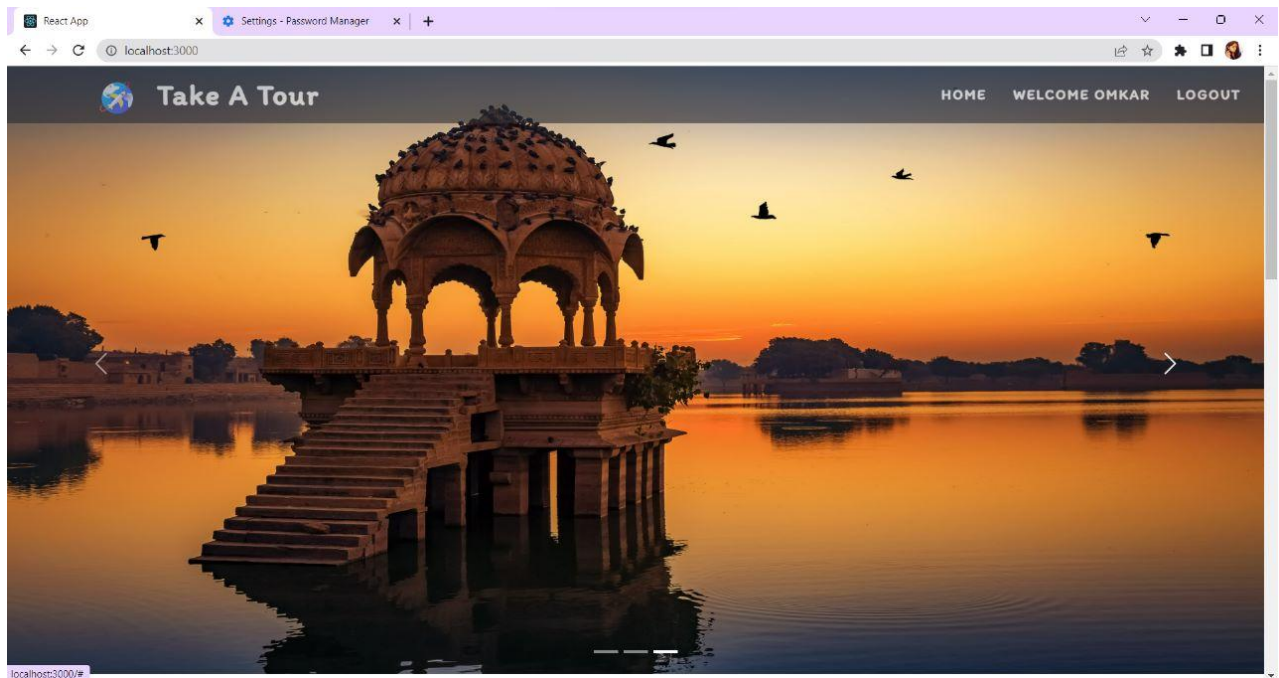 React App
Settings - Password Manager
localhost:3000
Take A Tour
HOME WELCOME OMKAR LOGOUT
localhost:3000/#